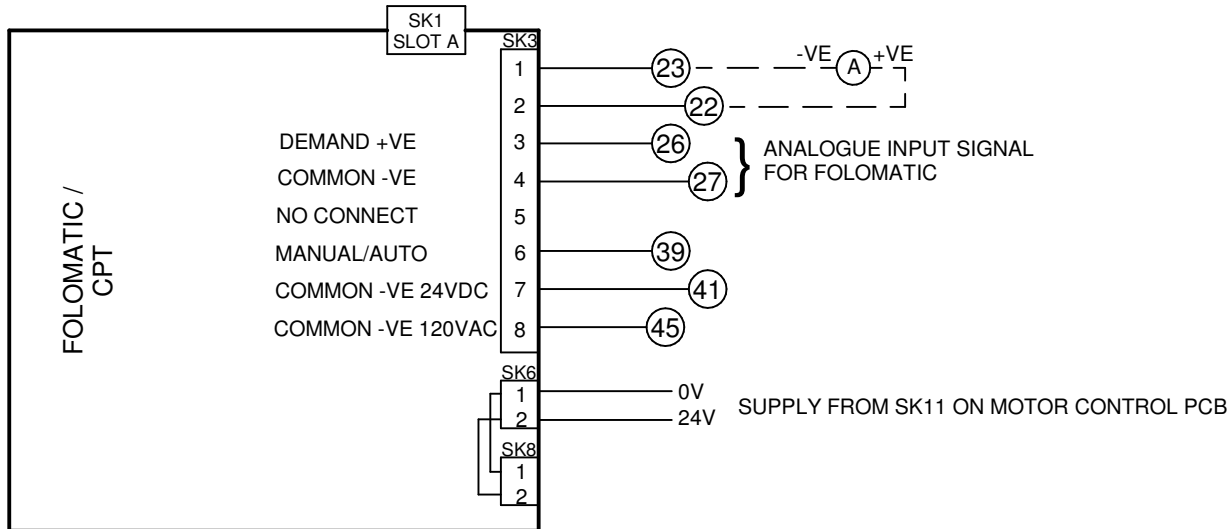 SK1
SLOT A
SK3
1 23 -VE A +VE
2 22
DEMAND +VE 3 26
COMMON -VE 4 27
ANALOGUE INPUT SIGNAL
FOR FOLOMATIC
NO CONNECT 5
MANUAL/AUTO 6 39
COMMON -VE 24VDC 7 41
COMMON -VE 120VAC 8 45
FOLOMATIC /
CPT
SK6
1 0V
2 24V
SUPPLY FROM SK11 ON MOTOR CONTROL PCB
SK8
1
2